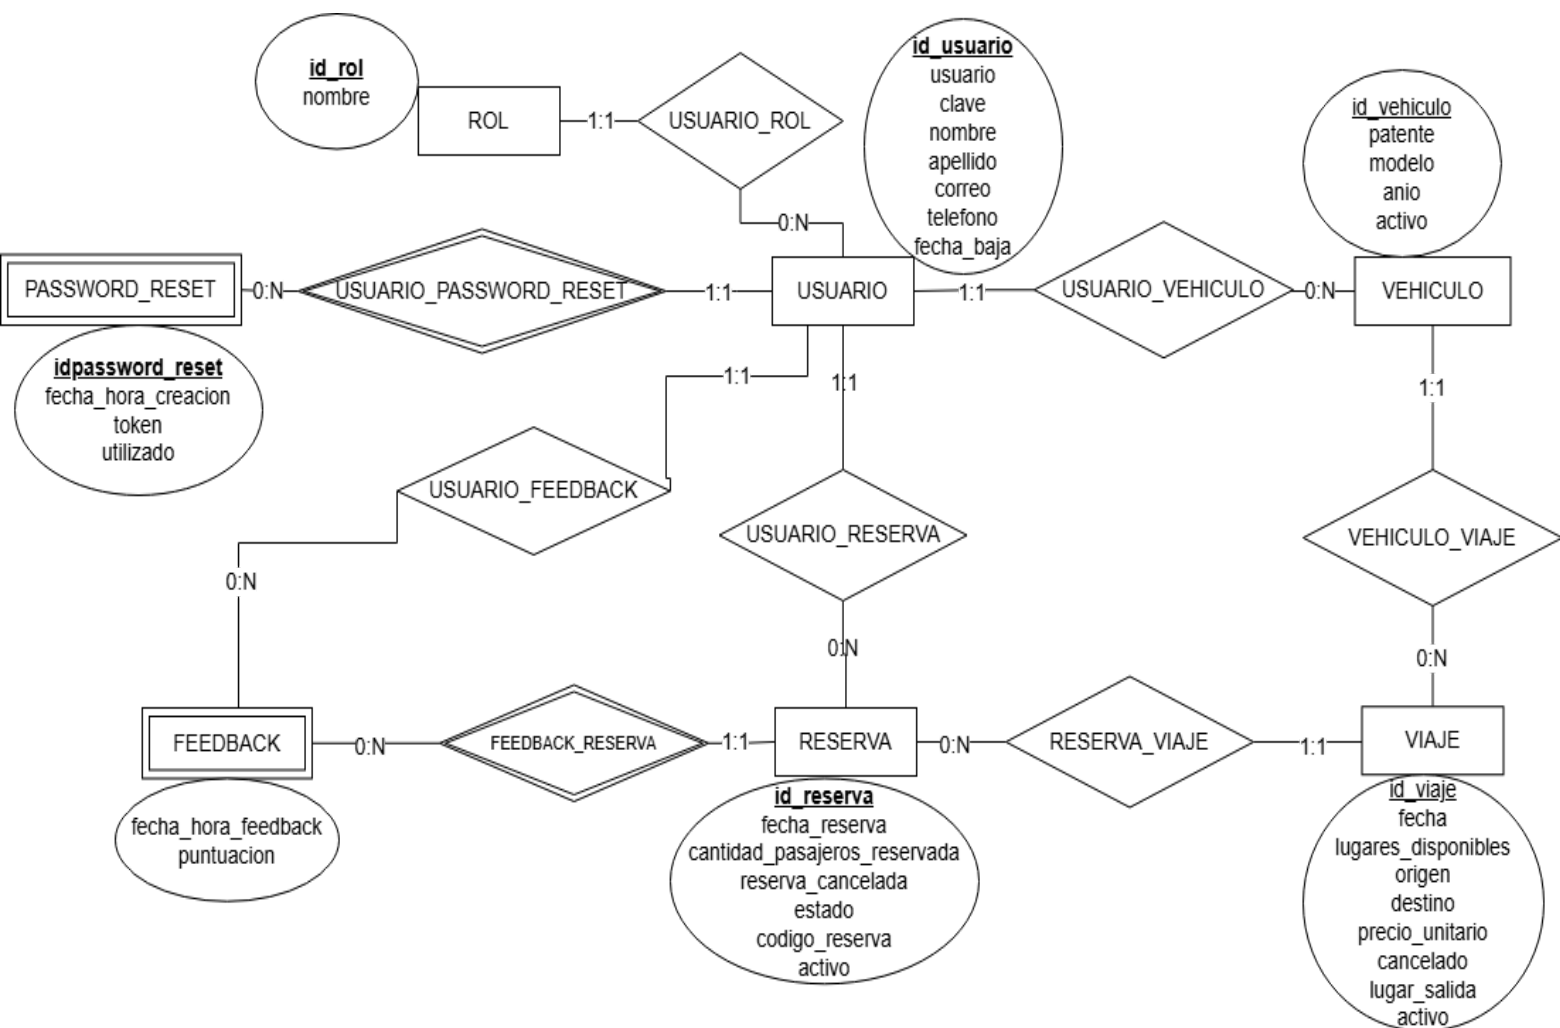 id_rol
nombre
ROL
1:1
USUARIO_ROL
0:N
id_usuario
usuario
clave
nombre
apellido
correo
telefono
fecha_baja
id_vehiculo
patente
modelo
anio
activo
PASSWORD_RESET
0:N
USUARIO_PASSWORD_RESET
1:1
USUARIO
1:1
USUARIO_VEHICULO
0:N
VEHICULO
idpassword_reset
fecha_hora_creacion
token
utilizado
1:1
1:1
1:1
USUARIO_FEEDBACK
USUARIO_RESERVA
VEHICULO_VIAJE
0:N
0:N
0:N
FEEDBACK
0:N
FEEDBACK_RESERVA
1:1
RESERVA
0:N
RESERVA_VIAJE
1:1
VIAJE
fecha_hora_feedback
puntuacion
id_reserva
fecha_reserva
cantidad_pasajeros_reservada
reserva_cancelada
estado
codigo_reserva
activo
id_viaje
fecha
lugares_disponibles
origen
destino
precio_unitario
cancelado
lugar_salida
activo